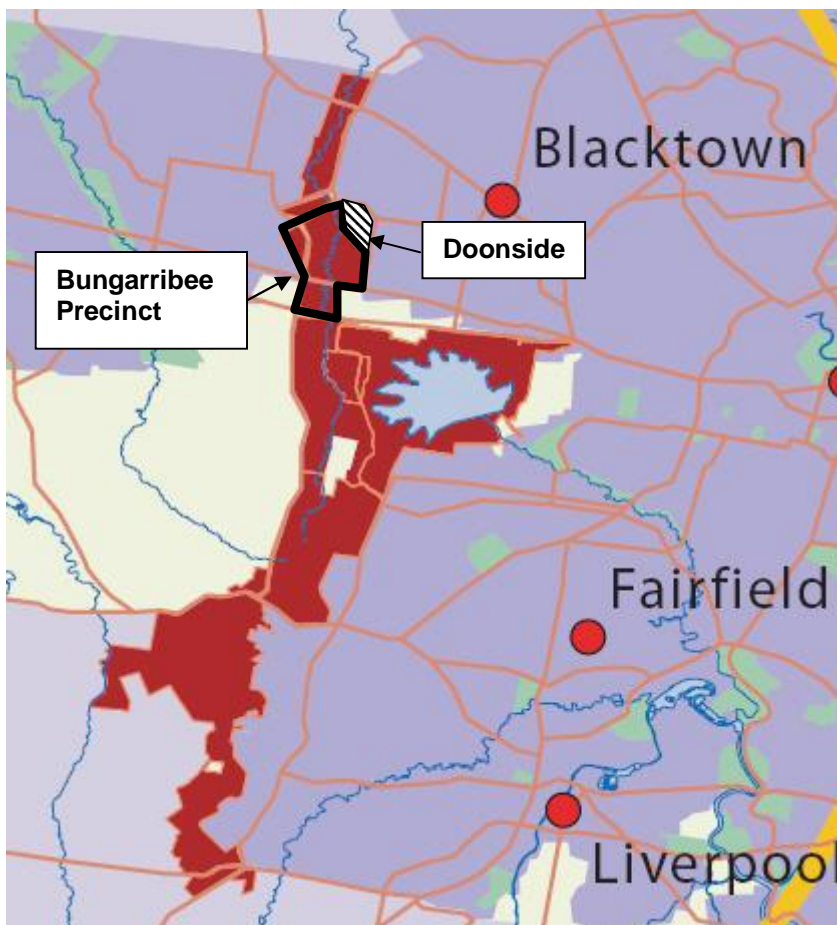 Blacktown
Doonside
Bungarribee
Precinct
Fairfield
Liverpool